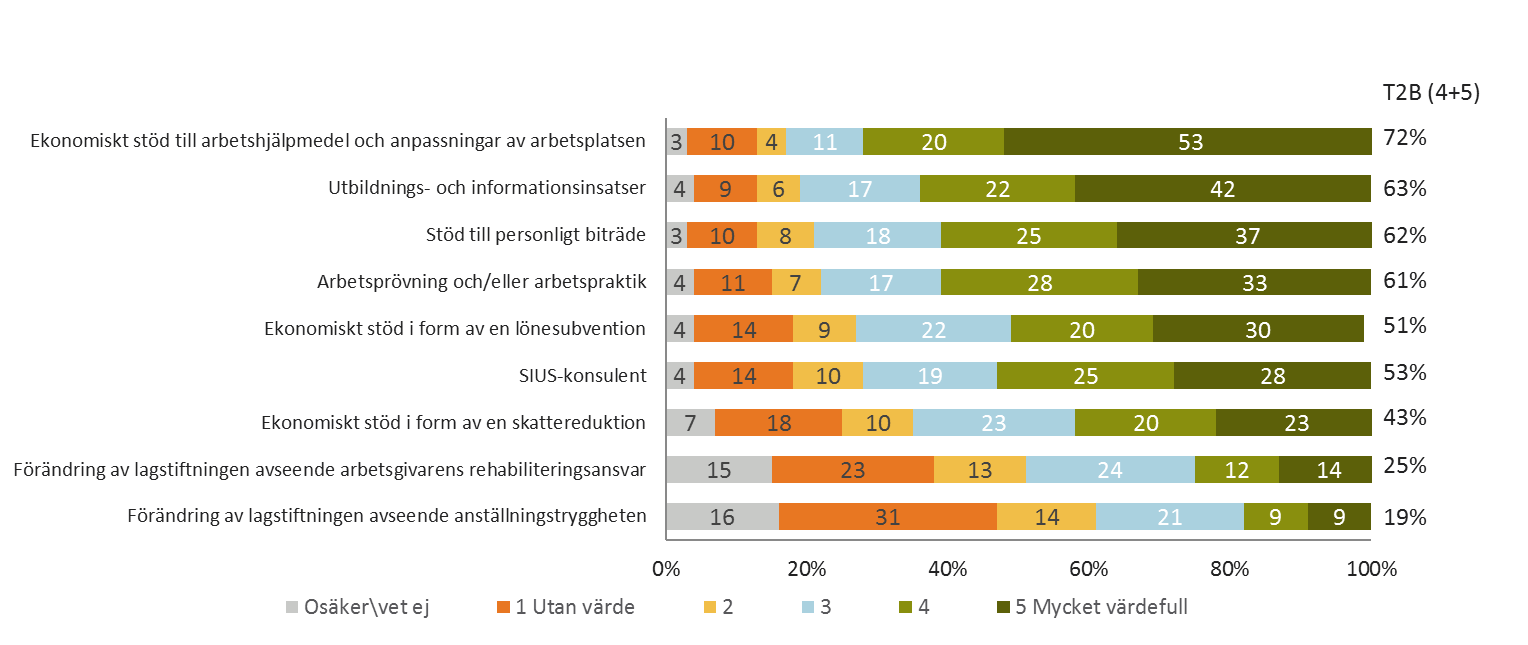 T2B (4+5)
Ekonomiskt stöd till arbetshjälpmedel och anpassningar av arbetsplatsen 3 10 4 11 20 53 72%
Utbildnings- och informationsinsatser 4 9 6 17 22 42 63%
Stöd till personligt biträde 3 10 8 18 25 37 62%
Arbetsprövning och/eller arbetspraktik 4 11 7 17 28 33 61%
Ekonomiskt stöd i form av en lönesubvention 4 14 9 22 20 30 51%
SIUS-konsulent 4 14 10 19 25 28 53%
Ekonomiskt stöd i form av en skattereduktion 7 18 10 23 20 23 43%
Förändring av lagstiftningen avseende arbetsgivarens rehabiliteringsansvar 15 23 13 24 12 14 25%
Förändring av lagstiftningen avseende anställningstryggheten 16 31 14 21 9 9 19%
0% 20% 40% 60% 80% 100%
Osäker\vet ej 1 Utan värde 2 3 4 5 Mycket värdefull